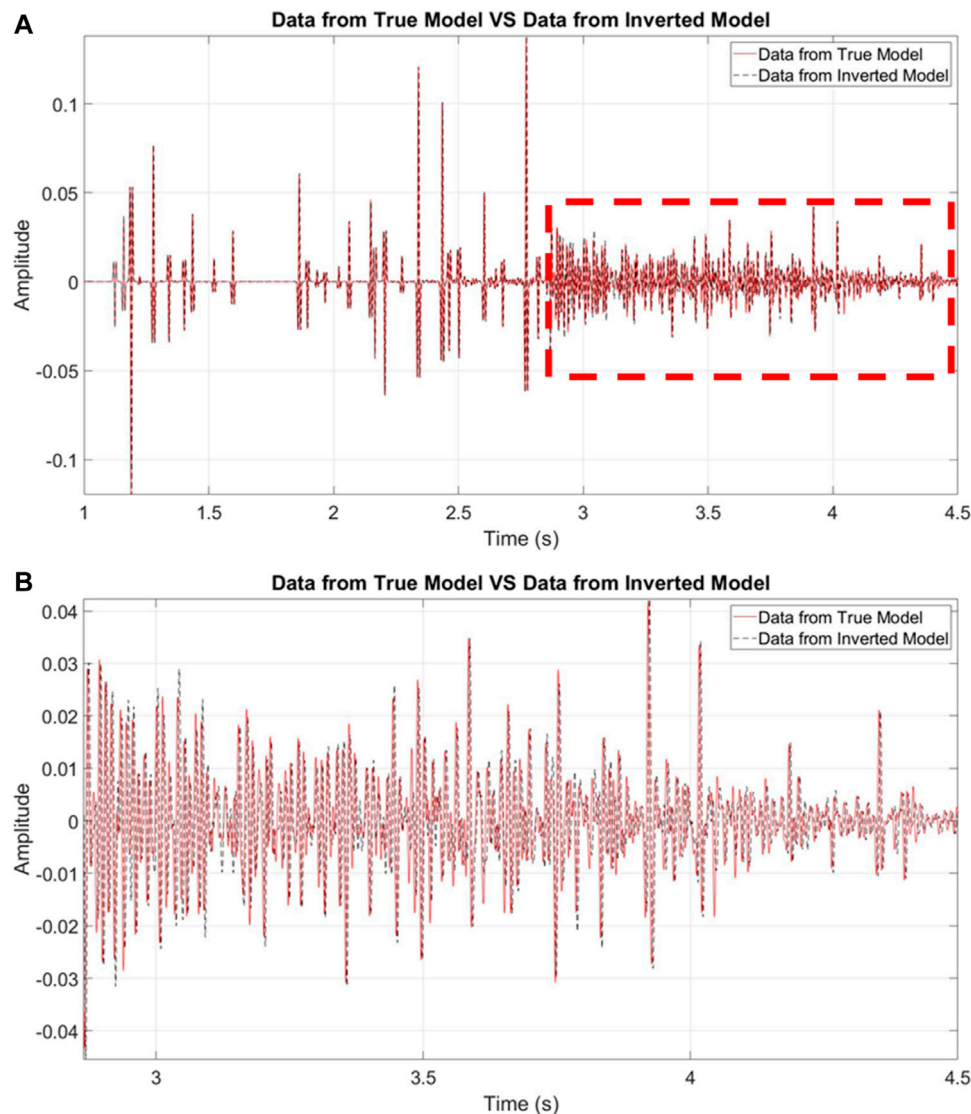 A
Data from True Model VS Data from Inverted Model
Data from True Model
Data from Inverted Model
Amplitude
0.1
0.05
0
-0.05
-0.1
1
1.5
2
2.5
3
3.5
4
4.5
Time (s)
B
Data from True Model VS Data from Inverted Model
Data from True Model
Data from Inverted Model
Amplitude
0.04
0.03
0.02
0.01
0
-0.01
-0.02
-0.03
-0.04
3
3.5
4
4.5
Time (s)